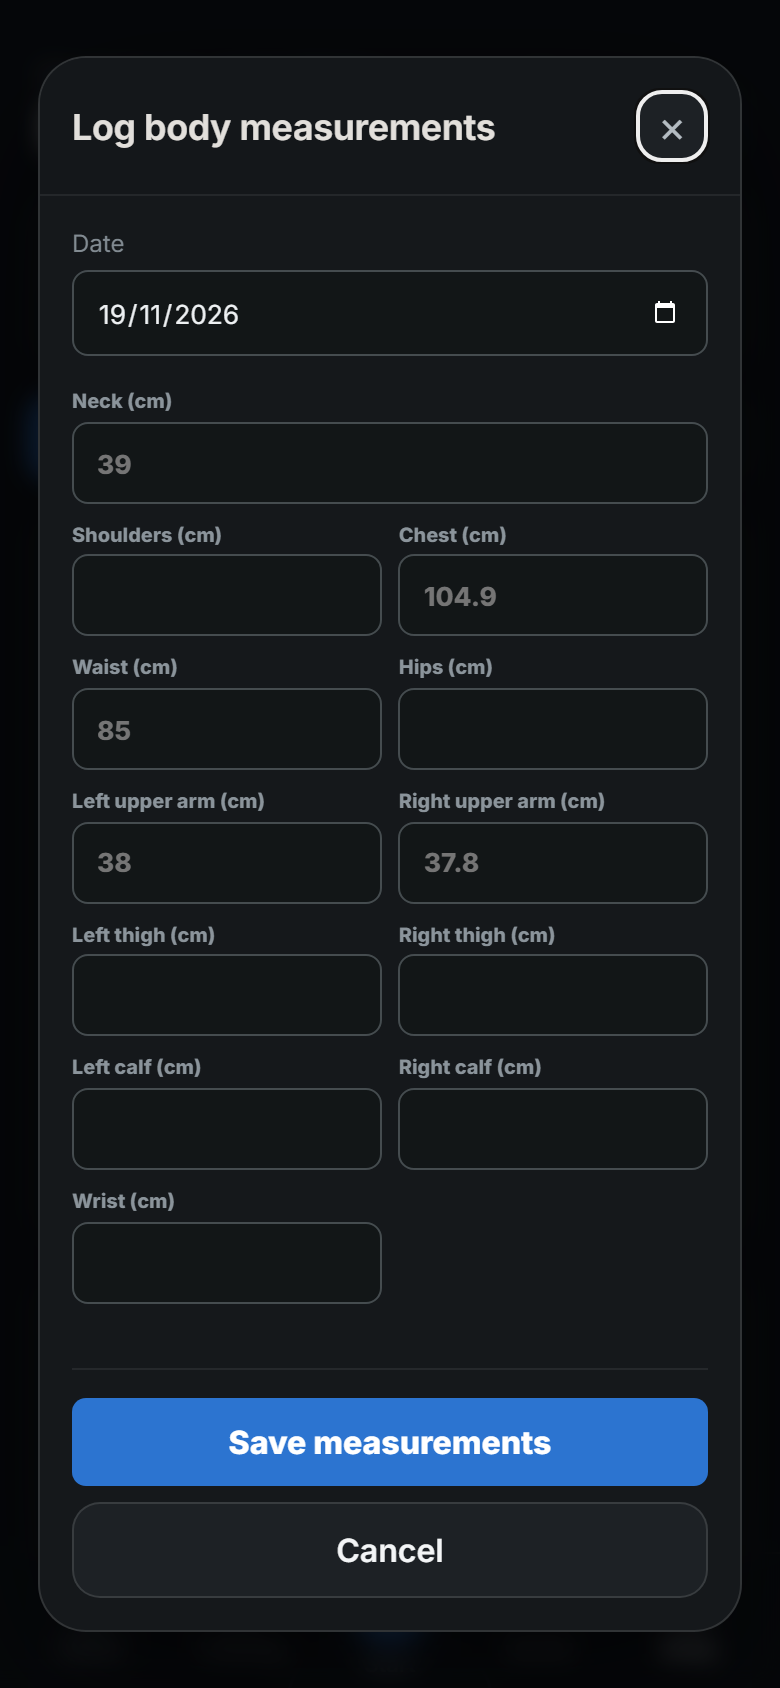 Log body measurements
Date
19/11/2026
Neck (cm)
39
Shoulders (cm) Chest (cm)
104.9
Waist (cm) Hips (cm)
85
Left upper arm (cm) Right upper arm (cm)
38 37.8
Left thigh (cm) Right thigh (cm)
Left calf (cm) Right calf (cm)
Wrist (cm)
Save measurements
Cancel